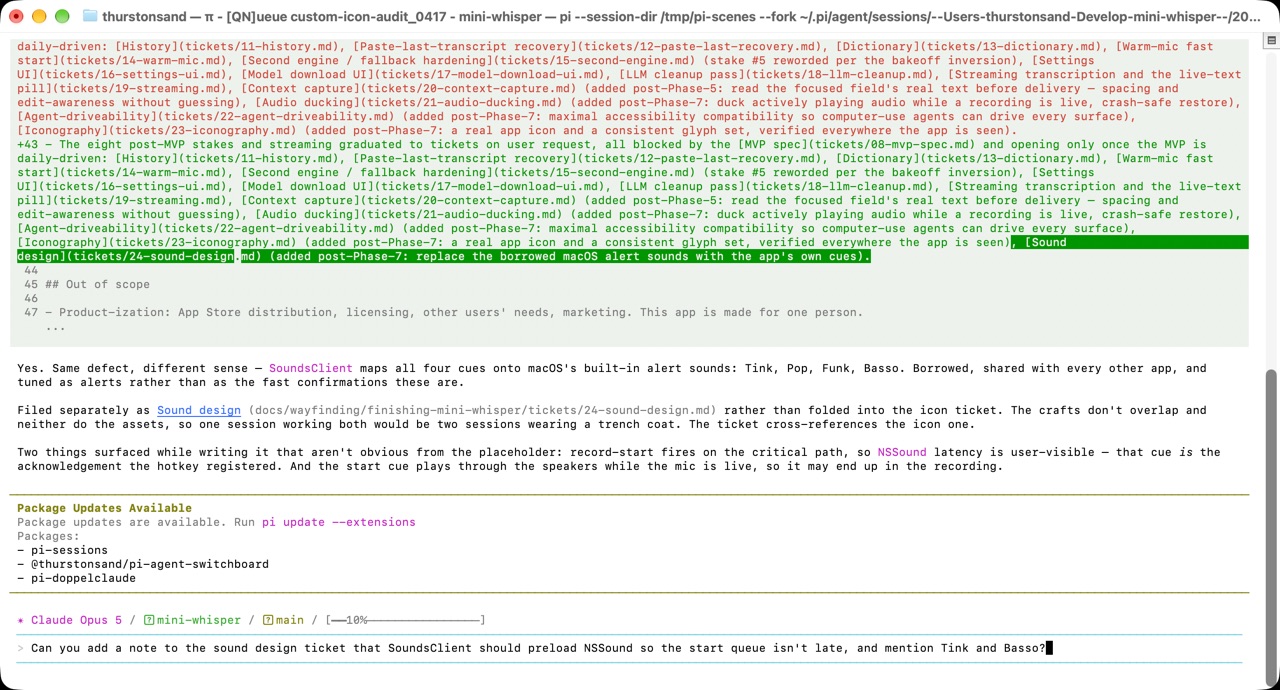 thurstonsand — π - [QN]ueue custom-icon-audit_0417 - mini-whisper — pi --session-dir /tmp/pi-scenes --fork ~/.pi/agent/sessions/--Users-thurstonsand-Develop-mini-whisper--/20…
daily-driven: [History](tickets/11-history.md), [Paste-last-transcript recovery](tickets/12-paste-last-recovery.md), [Dictionary](tickets/13-dictionary.md), [Warm-mic fast
start](tickets/14-warm-mic.md), [Second engine / fallback hardening](tickets/15-second-engine.md) (stake #5 reworded per the bakeoff inversion), [Settings
UI](tickets/16-settings-ui.md), [Model download UI](tickets/17-model-download-ui.md), [LLM cleanup pass](tickets/18-llm-cleanup.md), [Streaming transcription and the live-text
pill](tickets/19-streaming.md), [Context capture](tickets/20-context-capture.md) (added post-Phase-5: read the focused field's real text before delivery — spacing and
edit-awareness without guessing), [Audio ducking](tickets/21-audio-ducking.md) (added post-Phase-7: duck actively playing audio while a recording is live, crash-safe restore),
[Agent-driveability](tickets/22-agent-driveability.md) (added post-Phase-7: maximal accessibility compatibility so computer-use agents can drive every surface),
[Iconography](tickets/23-iconography.md) (added post-Phase-7: a real app icon and a consistent glyph set, verified everywhere the app is seen).
+43 - The eight post-MVP stakes and streaming graduated to tickets on user request, all blocked by the [MVP spec](tickets/08-mvp-spec.md) and opening only once the MVP is
daily-driven: [History](tickets/11-history.md), [Paste-last-transcript recovery](tickets/12-paste-last-recovery.md), [Dictionary](tickets/13-dictionary.md), [Warm-mic fast
start](tickets/14-warm-mic.md), [Second engine / fallback hardening](tickets/15-second-engine.md) (stake #5 reworded per the bakeoff inversion), [Settings
UI](tickets/16-settings-ui.md), [Model download UI](tickets/17-model-download-ui.md), [LLM cleanup pass](tickets/18-llm-cleanup.md), [Streaming transcription and the live-text
pill](tickets/19-streaming.md), [Context capture](tickets/20-context-capture.md) (added post-Phase-5: read the focused field's real text before delivery — spacing and
edit-awareness without guessing), [Audio ducking](tickets/21-audio-ducking.md) (added post-Phase-7: duck actively playing audio while a recording is live, crash-safe restore),
[Agent-driveability](tickets/22-agent-driveability.md) (added post-Phase-7: maximal accessibility compatibility so computer-use agents can drive every surface),
[Iconography](tickets/23-iconography.md) (added post-Phase-7: a real app icon and a consistent glyph set, verified everywhere the app is seen), [Sound
design](tickets/24-sound-design.md) (added post-Phase-7: replace the borrowed macOS alert sounds with the app's own cues).
44
45 ## Out of scope
46
47 - Product-ization: App Store distribution, licensing, other users' needs, marketing. This app is made for one person.
...
Yes. Same defect, different sense — SoundsClient maps all four cues onto macOS's built-in alert sounds: Tink, Pop, Funk, Basso. Borrowed, shared with every other app, and
tuned as alerts rather than as the fast confirmations these are.
Filed separately as Sound design (docs/wayfinding/finishing-mini-whisper/tickets/24-sound-design.md) rather than folded into the icon ticket. The crafts don't overlap and
neither do the assets, so one session working both would be two sessions wearing a trench coat. The ticket cross-references the icon one.
Two things surfaced while writing it that aren't obvious from the placeholder: record-start fires on the critical path, so NSSound latency is user-visible — that cue is the
acknowledgement the hotkey registered. And the start cue plays through the speakers while the mic is live, so it may end up in the recording.
Package Updates Available
Package updates are available. Run pi update --extensions
Packages:
- pi-sessions
- @thurstonsand/pi-agent-switchboard
- pi-doppelclaude
✴ Claude Opus 5 / mini-whisper / main / [━━10%────────────────]
> Can you add a note to the sound design ticket that SoundsClient should preload NSSound so the start queue isn't late, and mention Tink and Basso?